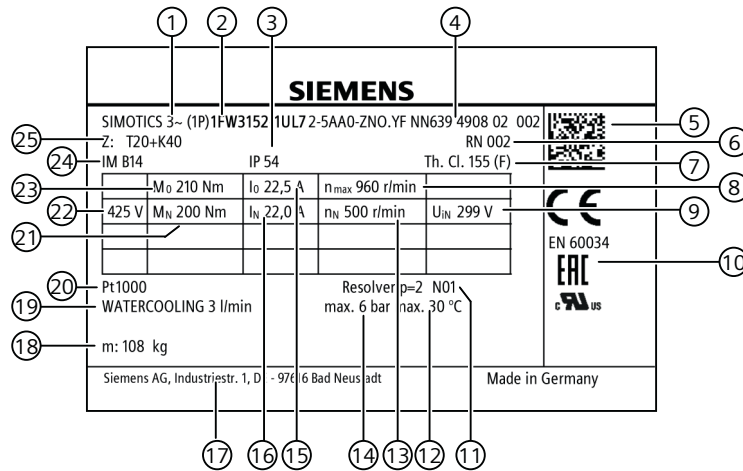 1 2 3 4
SIEMENS
SIMOTICS 3~ (1P)1FW3152-1UL72-5AA0-ZNO.YF NN639 4908 02 002
5
25 Z: T20+K40 RN 002 6
24 IM B14 IP 54 Th. Cl. 155 (F) 7
23 M0 210 Nm I0 22,5 A nmax 960 r/min 8
22 425 V MN 200 Nm IN 22,0 A nN 500 r/min UiN 299 V 9
CE
21
EN 60034
EAC 10
20 Pt1000 Resolver p=2 N01
19 WATERCOOLING 3 l/min max. 6 bar max. 30 °C
c RU us
18 m: 108 kg
Siemens AG, Industriestr. 1, DE - 97616 Bad Neustadt Made in Germany
17 16 15 14 13 12 11